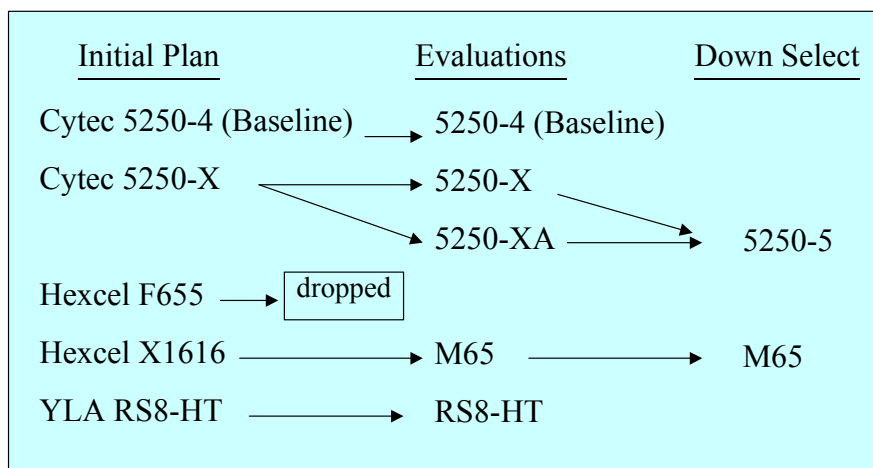 Initial Plan Evaluations Down Select
Cytec 5250-4 (Baseline) 5250-4 (Baseline)
Cytec 5250-X 5250-X
5250-XA 5250-5
Hexcel F655 dropped
Hexcel X1616 M65 M65
YLA RS8-HT RS8-HT